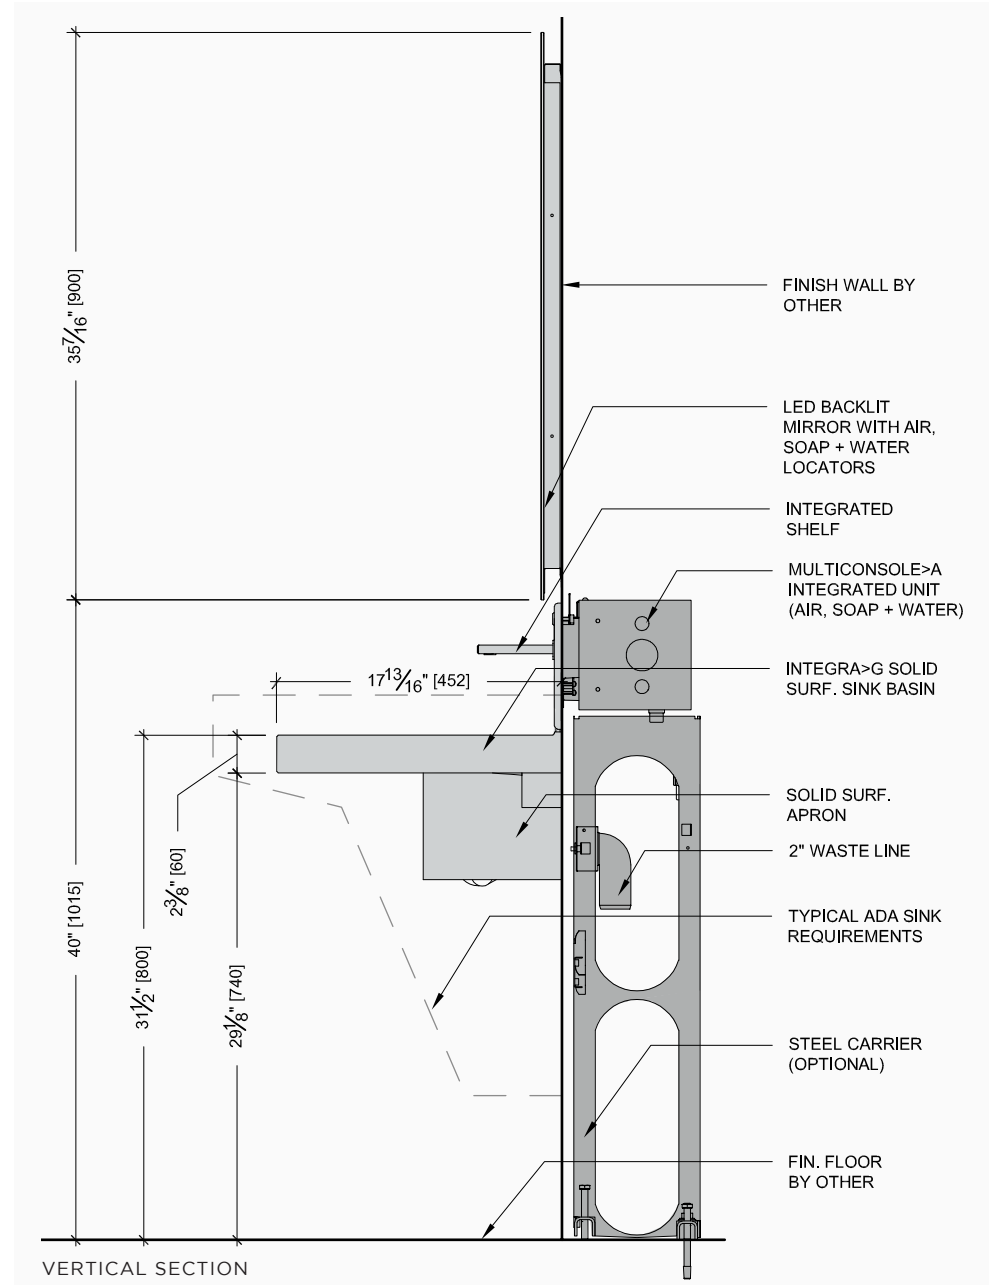 35 7/16" [900]
FINISH WALL BY
OTHER
LED BACKLIT
MIRROR WITH AIR,
SOAP + WATER
LOCATORS
INTEGRATED
SHELF
MULTICONSOLE>A
INTEGRATED UNIT
(AIR, SOAP + WATER)
17 13/16" [452]
INTEGRA>G SOLID
SURF. SINK BASIN
SOLID SURF.
APRON
2" WASTE LINE
2 3/8" [60]
40" [1015]
31 1/2" [800]
29 1/8" [740]
TYPICAL ADA SINK
REQUIREMENTS
STEEL CARRIER
(OPTIONAL)
FIN. FLOOR
BY OTHER
VERTICAL SECTION